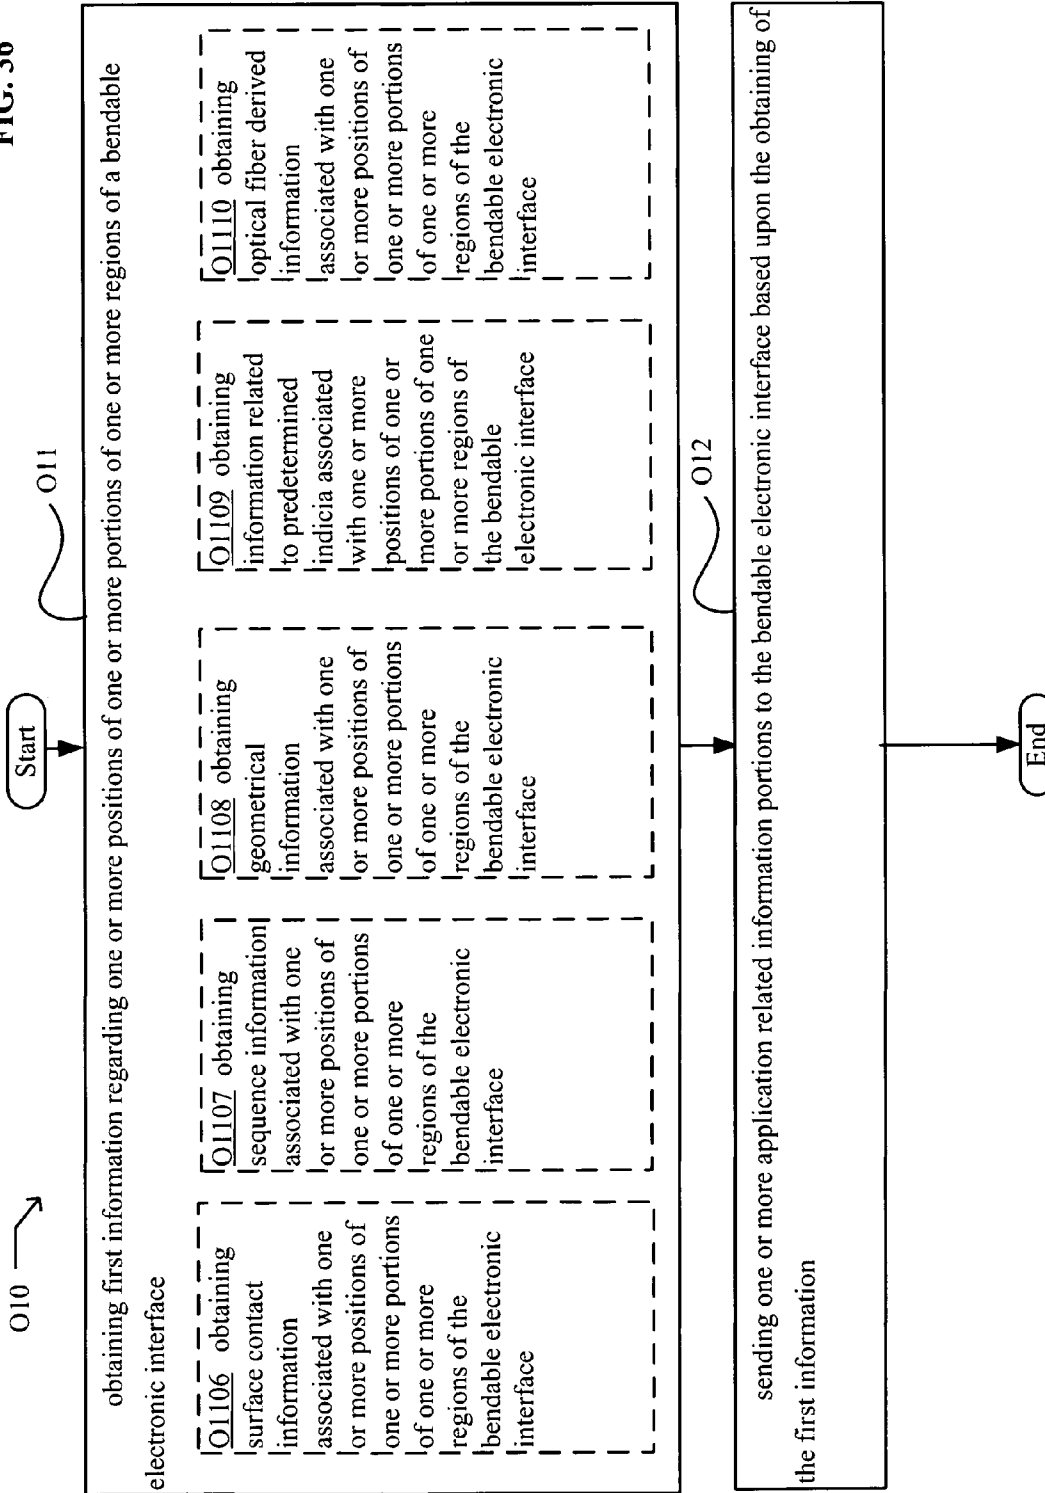 FIG. 36
O10
Start
O11
obtaining first information regarding one or more positions of one or more portions of one or more regions of a bendable
electronic interface
O1106 obtaining
surface contact
information
associated with one
or more positions of
one or more portions
of one or more
regions of the
bendable electronic
interface
O1107 obtaining
sequence information
associated with one
or more positions of
one or more portions
of one or more
regions of the
bendable electronic
interface
O1108 obtaining
geometrical
information
associated with one
or more positions of
one or more portions
of one or more
regions of the
bendable electronic
interface
O1109 obtaining
information related
to predetermined
indicia associated
with one or more
positions of one or
more portions of one
or more regions of
the bendable
electronic interface
O1110 obtaining
optical fiber derived
information
associated with one
or more positions of
one or more portions
of one or more
regions of the
bendable electronic
interface
O12
sending one or more application related information portions to the bendable electronic interface based upon the obtaining of
the first information
End